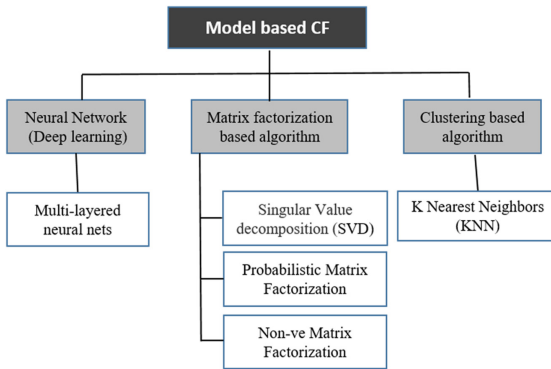 Model based CF
Neural Network
(Deep learning)
Matrix factorization
based algorithm
Clustering based
algorithm
Multi-layered
neural nets
Singular Value
decomposition (SVD)
Probabilistic Matrix
Factorization
Non-ve Matrix
Factorization
K Nearest Neighbors
(KNN)